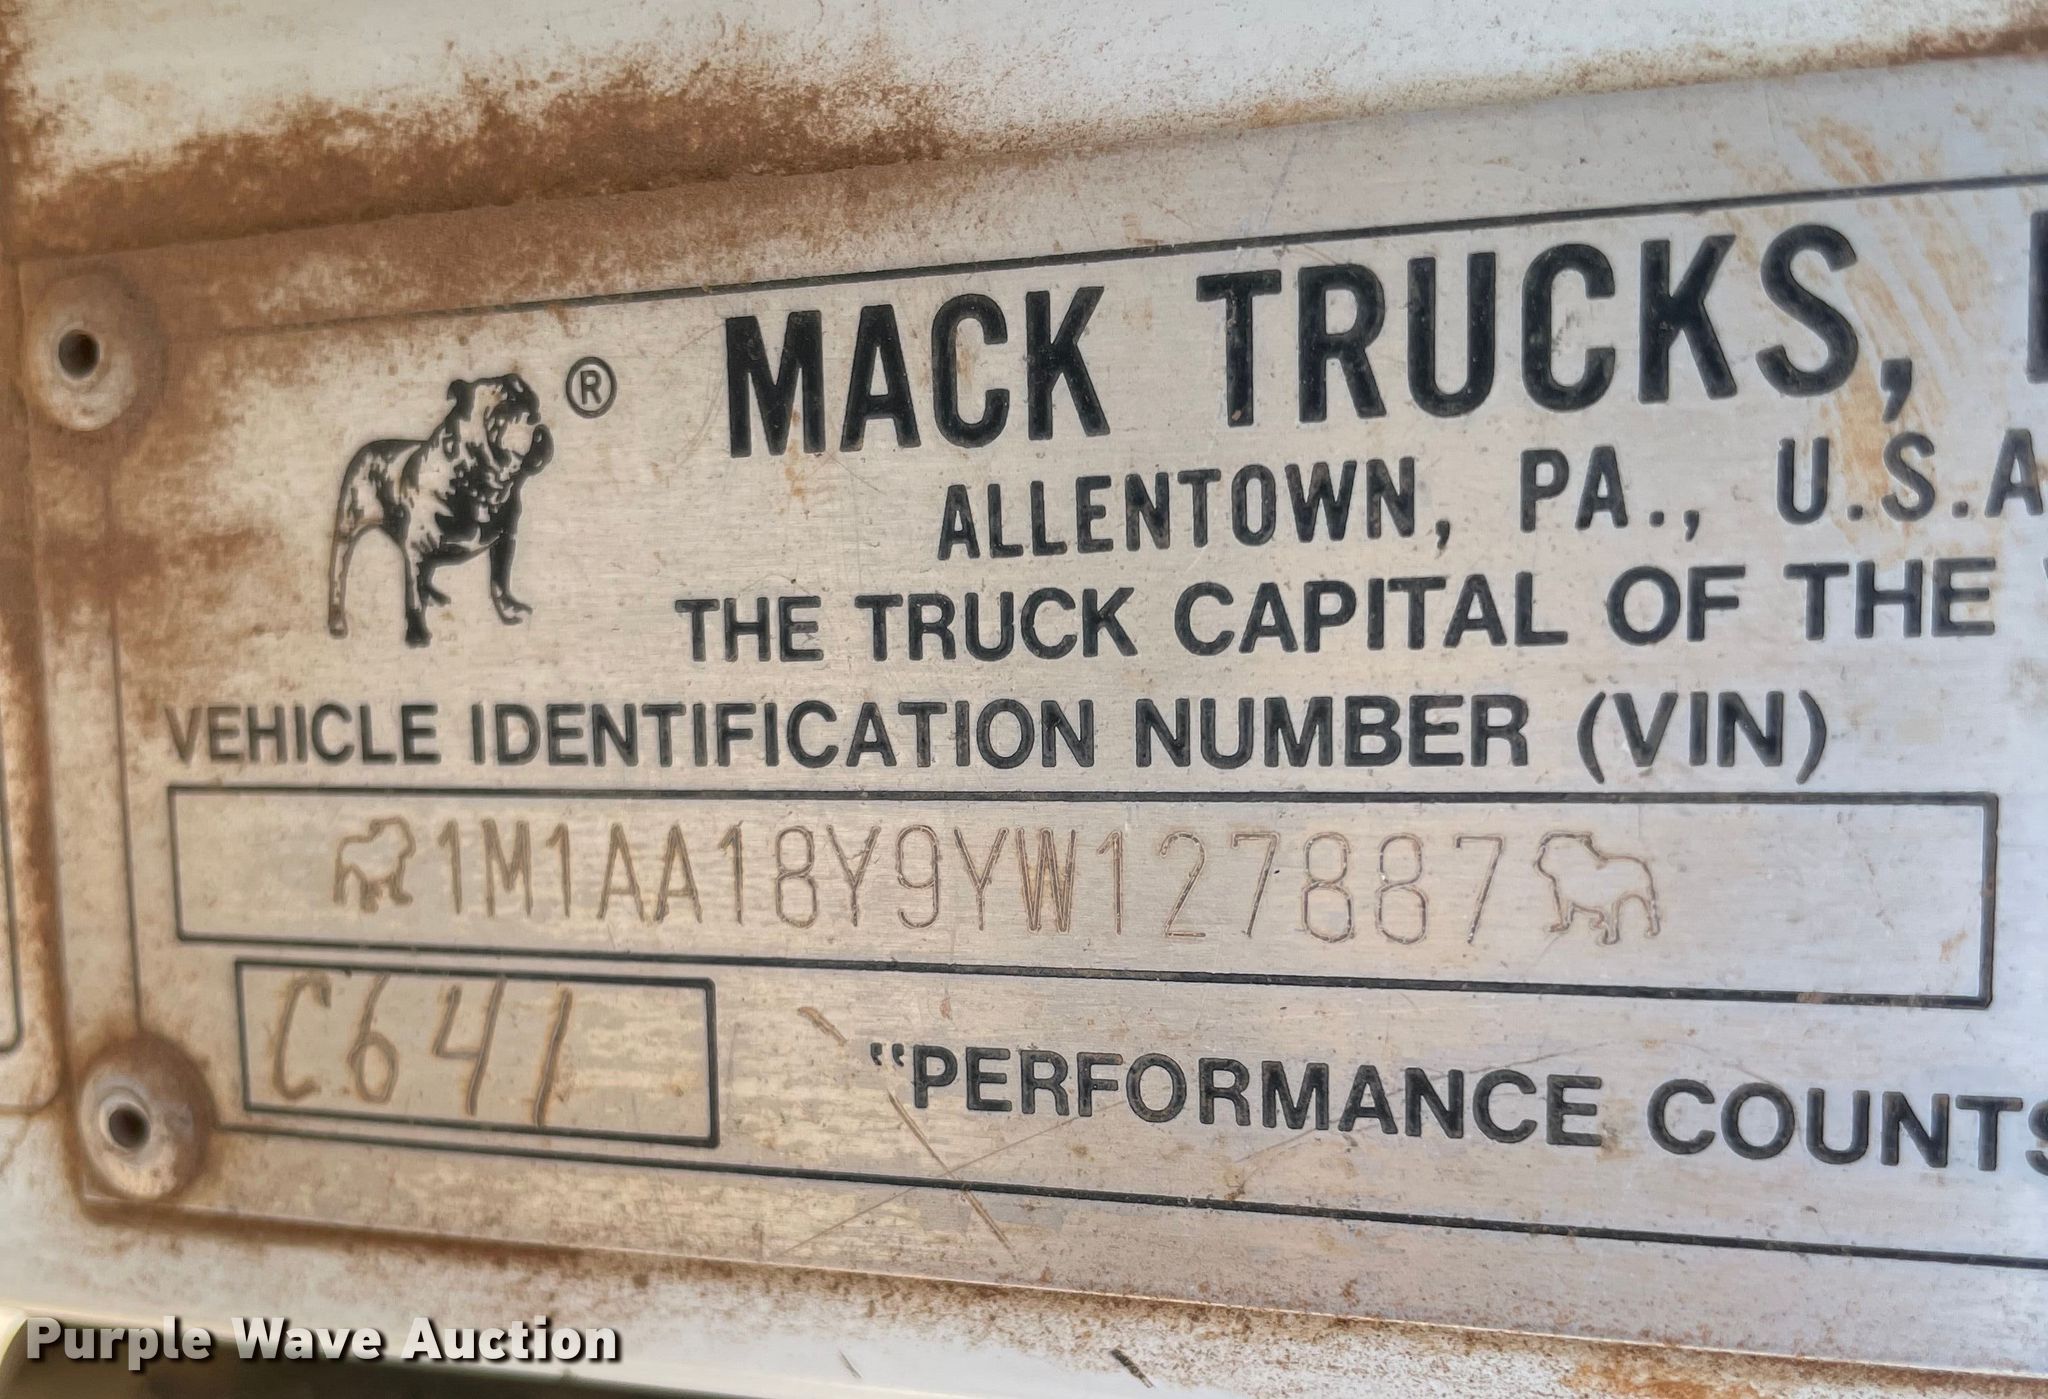 ®
MACK TRUCKS,
ALLENTOWN, PA., U.S.A
THE TRUCK CAPITAL OF THE
VEHICLE IDENTIFICATION NUMBER (VIN)
1M1AA18Y9YW127887
C641
"PERFORMANCE COUNTS
Purple Wave Auction